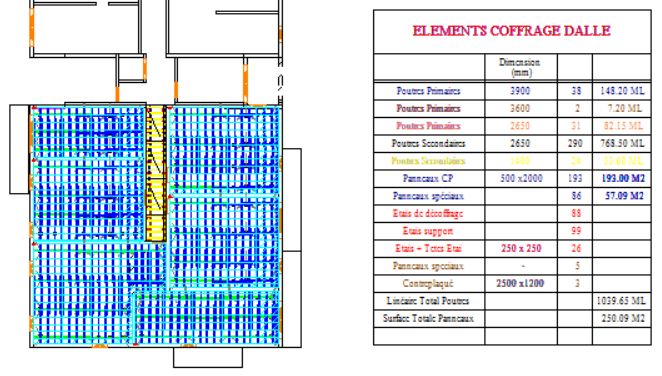 ELEMENTS COFFRAGE DALLE
Dimension
(mm)
Poutres Primaires 3900 38 148.20 ML
Poutres Primaires 3600 2 7.20 ML
Poutres Primaires 2650 31 82.15 ML
Poutres Secondaires 2650 290 768.50 ML
Poutres Secondaires 1400 24 33.60 ML
Panneaux CP 500 x2000 193 193.00 M2
Panneaux spéciaux 86 57.09 M2
Etais de décoffrage 88
Etais support 99
Etais + Tetes Etai 250 x 250 26
Panneaux speciaux - 5
Contreplaqué 2500 x1200 3
Linéaire Total Poutres 1039.65 ML
Surface Totale Panneaux 250.09 M2